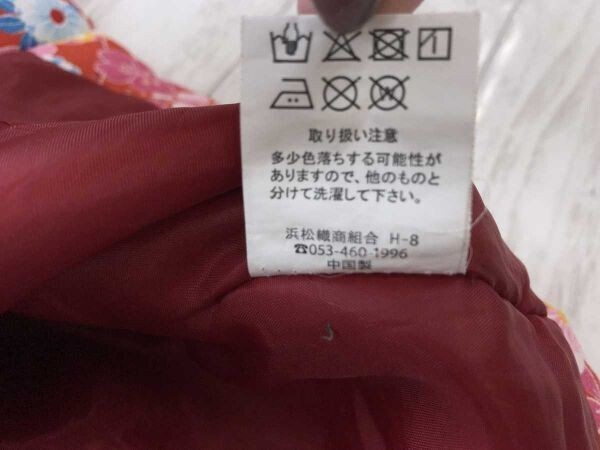 取り扱い注意
多少色落ちする可能性が
ありますので、他のものと
分けて洗濯して下さい。
浜松織商組合 H-8
☎053-460-1996
中国製